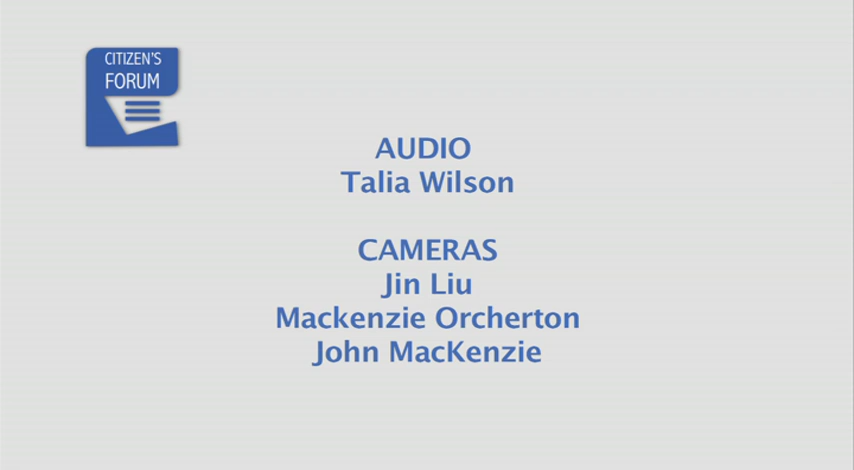 CITIZEN'S
FORUM
AUDIO
Talia Wilson
CAMERAS
Jin Liu
Mackenzie Orcherton
John MacKenzie